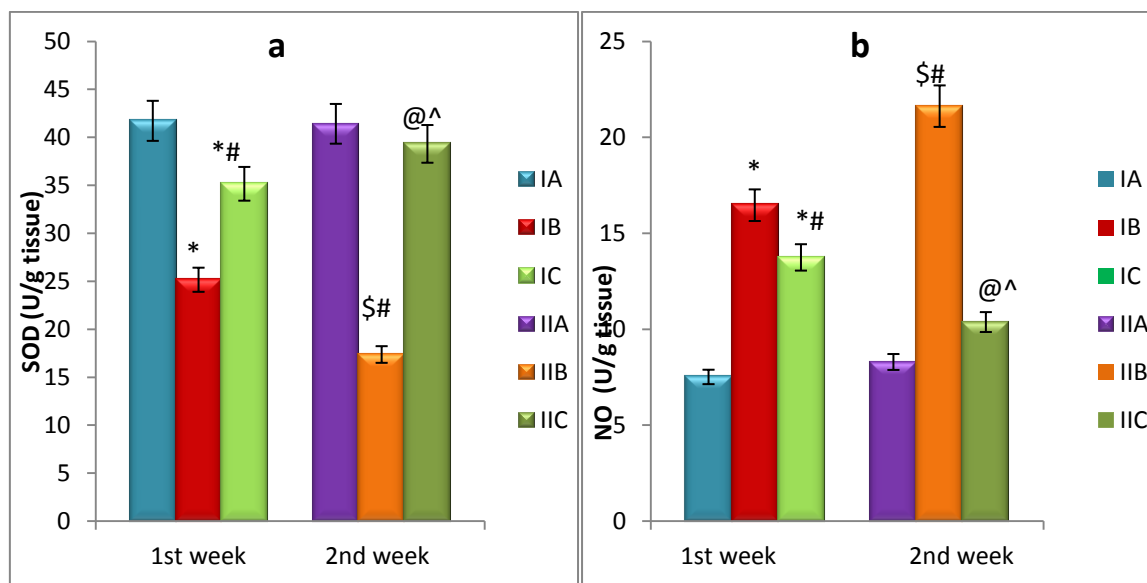 a
SOD (U/g tissue)
50
45
40
35
30
25
20
15
10
5
0
*
*#
$#
@^
1st week
2nd week
IA
IB
IC
IIA
IIB
IIC
b
NO (U/g tissue)
25
20
15
10
5
0
*
*#
$#
@^
1st week
2nd week
IA
IB
IC
IIA
IIB
IIC